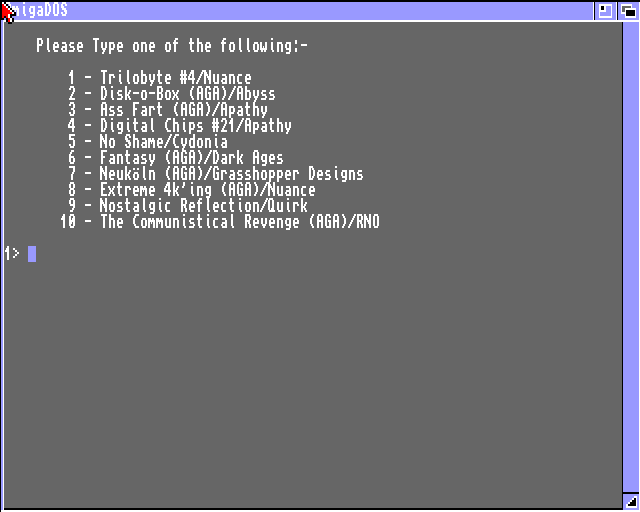 migaDOS
Please Type one of the following:-
1 - Trilobyte #4/Nuance
2 - Disk-o-Box (AGA)/Abyss
3 - Ass Fart (AGA)/Apathy
4 - Digital Chips #21/Apathy
5 - No Shame/Cydonia
6 - Fantasy (AGA)/Dark Ages
7 - Neuköln (AGA)/Grasshopper Designs
8 - Extreme 4k'ing (AGA)/Nuance
9 - Nostalgic Reflection/Quirk
10 - The Communistical Revenge (AGA)/RNO
1>